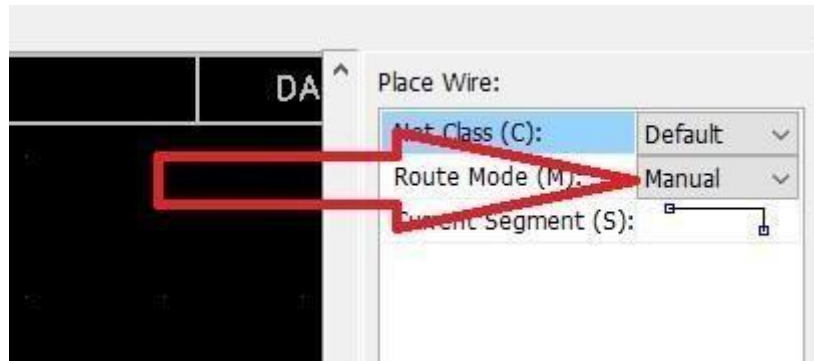 DA
Place Wire:
Net Class (C): Default
Route Mode (M): Manual
Current Segment (S):